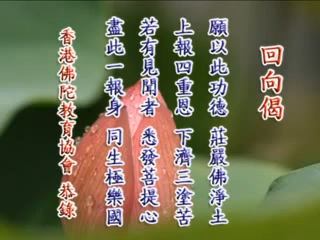 回向偈
願以此功德 莊嚴佛淨土
上報四重恩 下濟三塗苦
若有見聞者 悉發菩提心
盡此一報身 同生極樂國
香港佛陀教育協會 恭錄